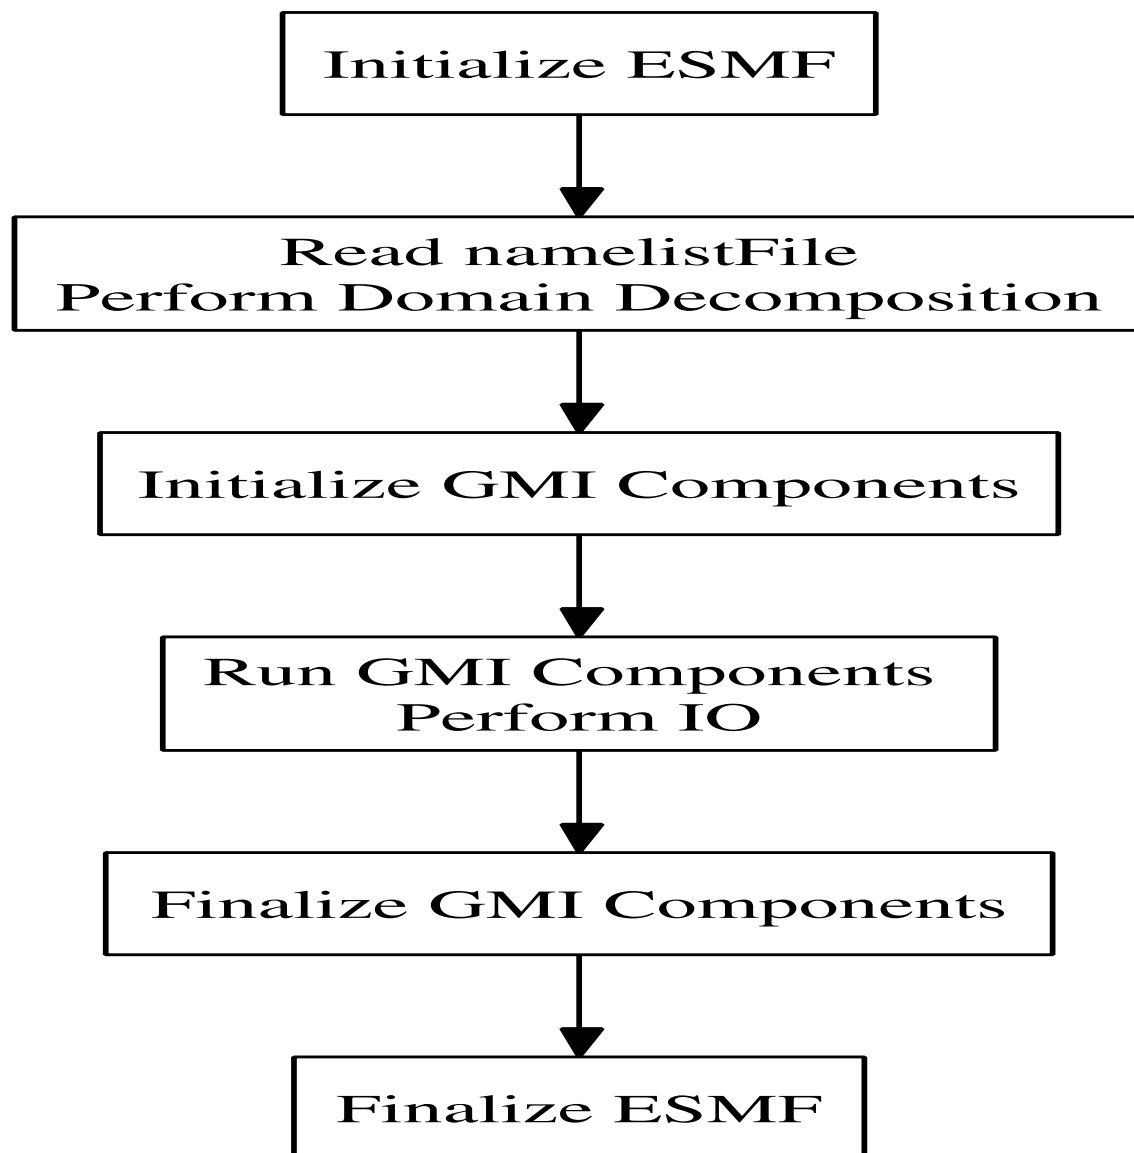 Initialize ESMF
Read namelistFile
Perform Domain Decomposition
Initialize GMI Components
Run GMI Components
Perform IO
Finalize GMI Components
Finalize ESMF